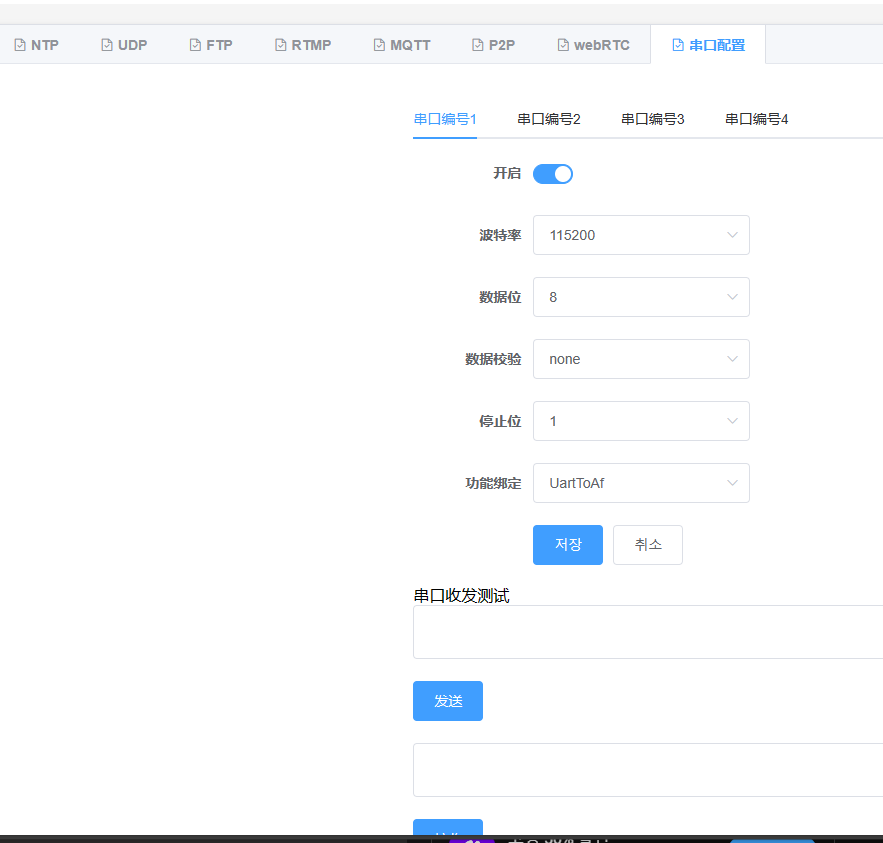 NTP UDP FTP RTMP MQTT P2P webRTC 串口配置
串口编号1 串口编号2 串口编号3 串口编号4
开启
波特率 115200
数据位 8
数据校验 none
停止位 1
功能绑定 UartToAf
저장 취소
串口收发测试
发送